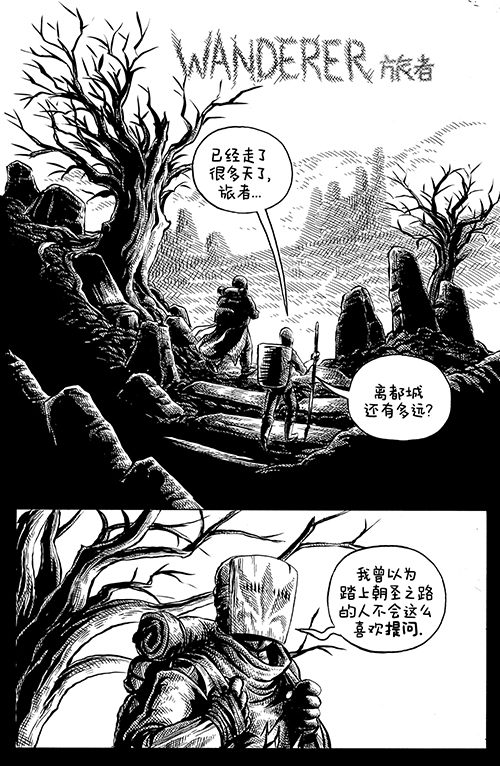 WANDERER 旅者
已经走了
很多天了,
旅者...
离都城
还有多远?
我曾以为
踏上朝圣之路
的人不会这么
喜欢提问.